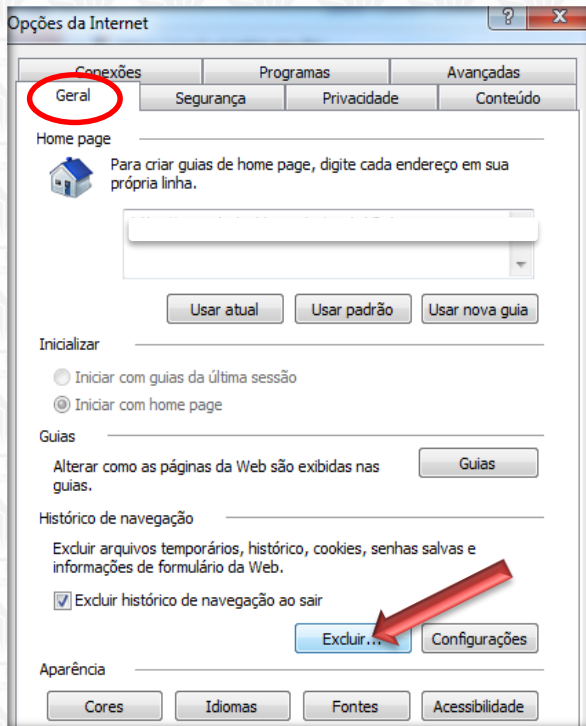 Opções da Internet
?
X
Conexões Programas Avançadas
Geral Segurança Privacidade Conteúdo
Home page
Para criar guias de home page, digite cada endereço em sua
própria linha.
Usar atual Usar padrão Usar nova guia
Inicializar
Iniciar com guias da última sessão
Iniciar com home page
Guias
Alterar como as páginas da Web são exibidas nas
guias.
Guias
Histórico de navegação
Excluir arquivos temporários, histórico, cookies, senhas salvas e
informações de formulário da Web.
Excluir histórico de navegação ao sair
Excluir... Configurações
Aparência
Cores Idiomas Fontes Acessibilidade